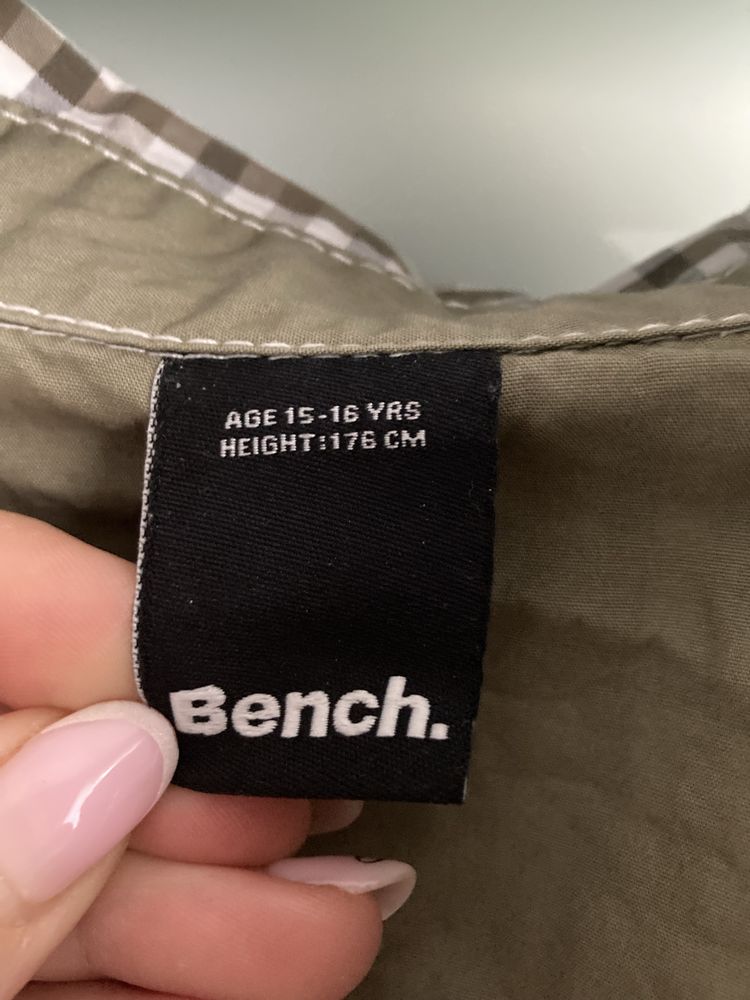 AGE 15-16 YRS
HEIGHT:176 CM
Bench.